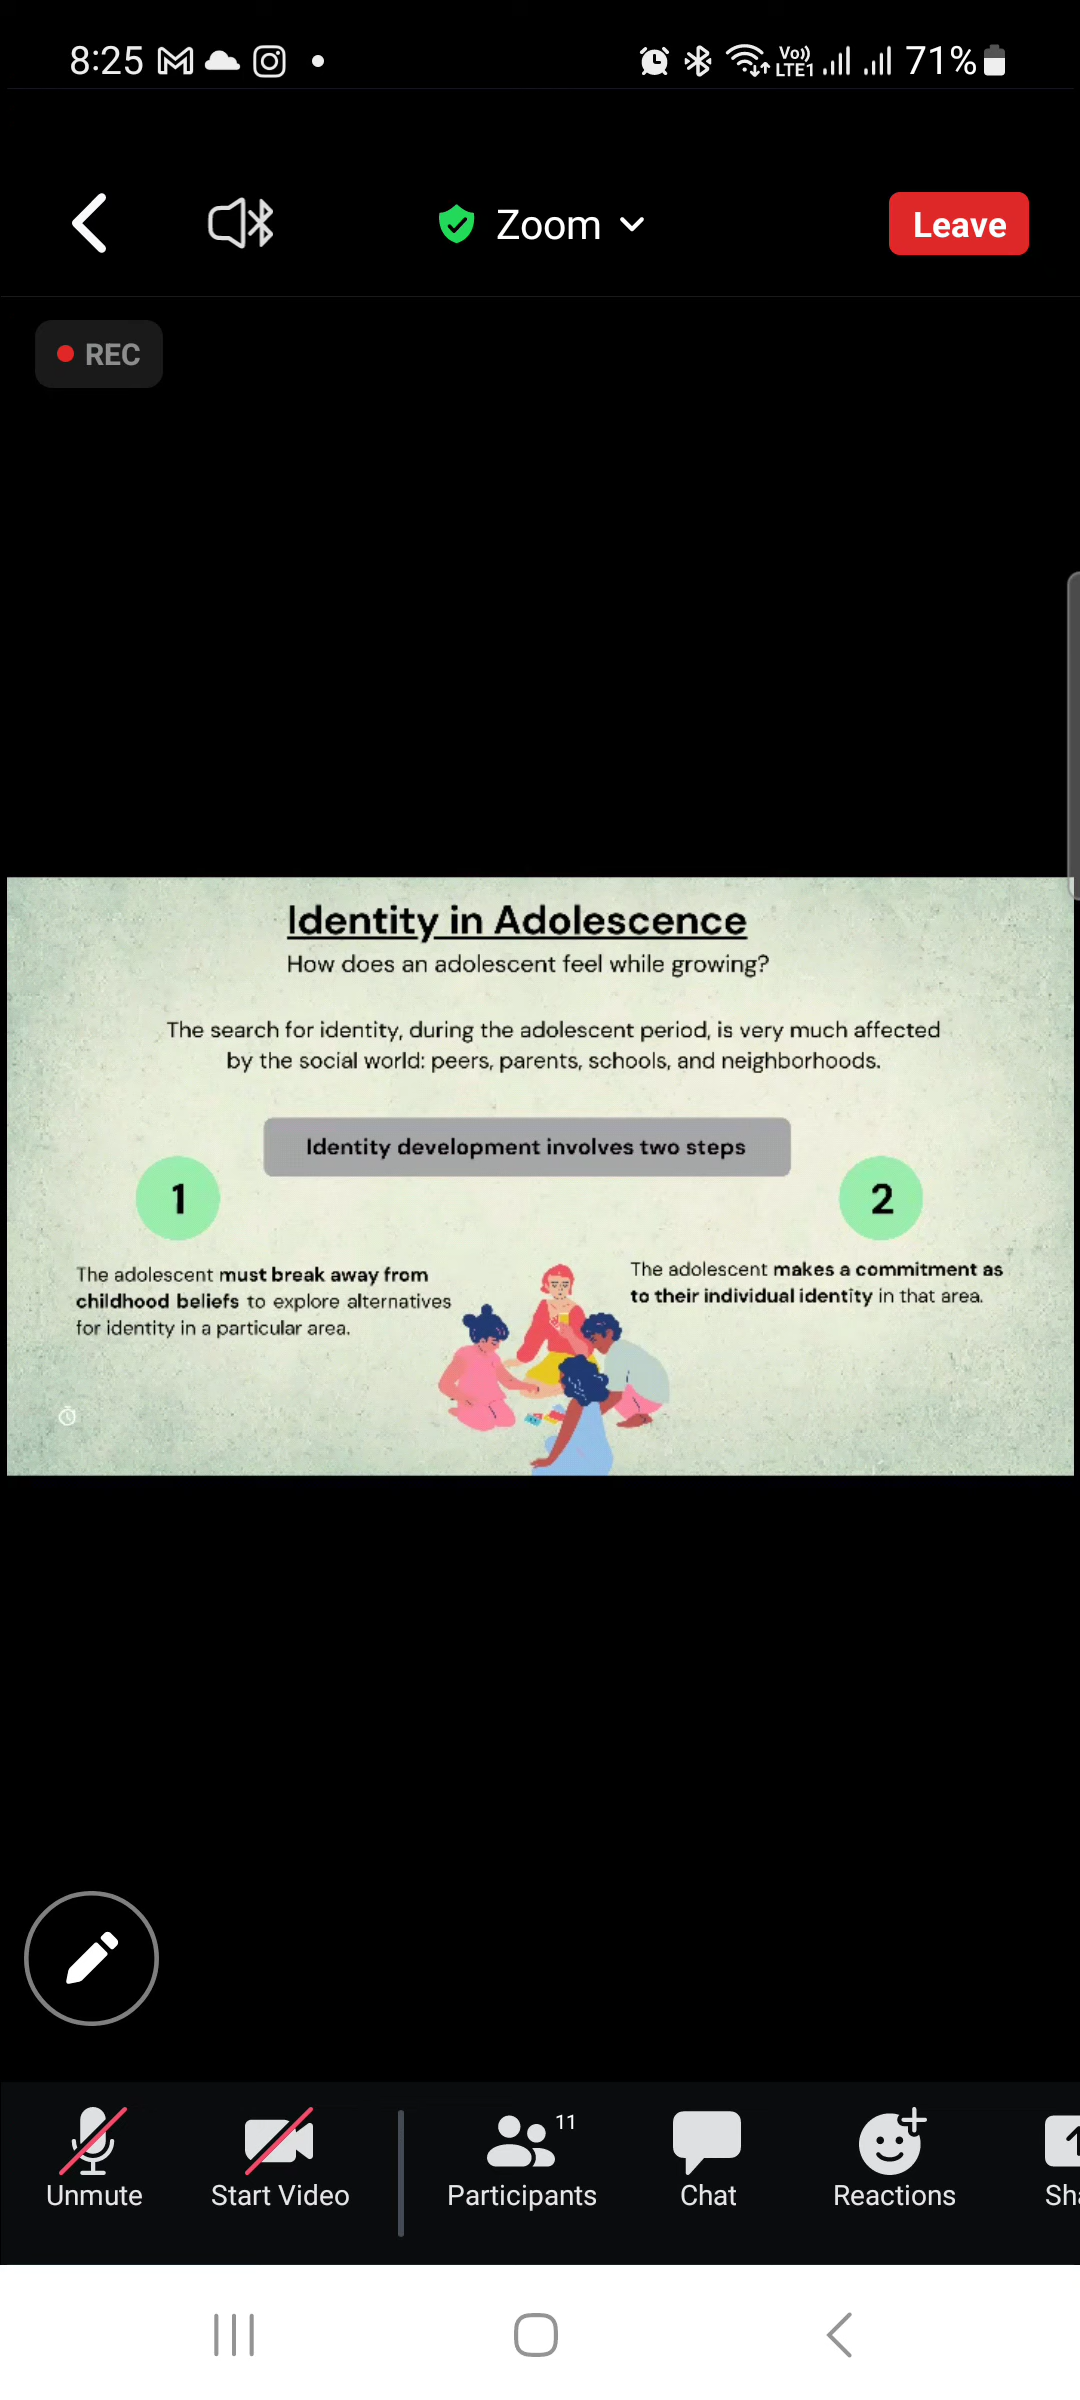 8:25
Vo)) LTE1
71%
Zoom
Leave
REC
Identity in Adolescence
How does an adolescent feel while growing?
The search for identity, during the adolescent period, is very much affected
by the social world: peers, parents, schools, and neighborhoods.
Identity development involves two steps
1
The adolescent must break away from
childhood beliefs to explore alternatives
for identity in a particular area.
2
The adolescent makes a commitment as
to their individual identity in that area.
11
Unmute
Start Video
Participants
Chat
Reactions
Sha